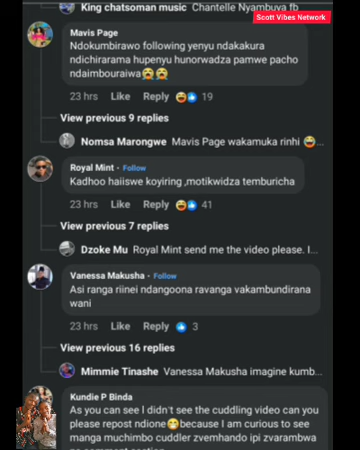 King chatsoman music Chantelle Nyambuya fb
Scott Vibes Network
Mavis Page
Ndokumbirawo following yenyu ndakakura
ndichirarama hupenyu hunorwadza pamwe pacho
ndaimbouraiwa😭😭
23 hrs Like Reply 19
View previous 9 replies
Nomsa Marongwe Mavis Page wakamuka rinhi 😂...
Royal Mint · Follow
Kadhoo haiiswe koyiring ,motikwidza temburicha
23 hrs Like Reply 41
View previous 7 replies
Dzoke Mu Royal Mint send me the video please. I...
Vanessa Makusha · Follow
Asi ranga riinei ndangoona ravanga vakambundirana
wani
23 hrs Like Reply 3
View previous 16 replies
Mimmie Tinashe Vanessa Makusha imagine kumb...
Kundie P Binda
As you can see I didn't see the cuddling video can you
please repost ndione😁because I am curious to see
manga muchimbo cuddler zvemhando ipi zvarambwa